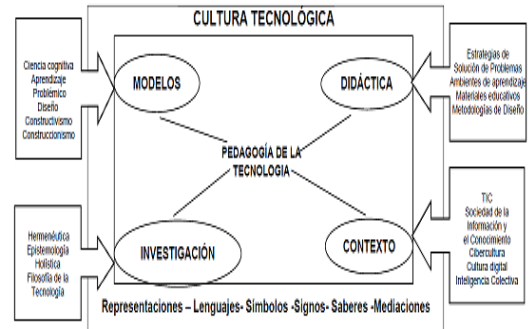 CULTURA TECNOLÓGICA
Ciencia cognitiva
Aprendizaje
Problémico
Diseño
Constructivismo
Construccionismo
MODELOS
DIDÁCTICA
Estrategias de
Solución de Problemas
Ambientes de aprendizaje
Materiales educativos
Metodologías de Diseño
PEDAGOGÍA DE LA
TECNOLOGIA
Hermenéutica
Epistemología
Holística
Filosofía de la
Tecnología
INVESTIGACIÓN
CONTEXTO
TIC
Sociedad de la
Información y
el Conocimiento
Cibercultura
Cultura digital
Inteligencia Colectiva
Representaciones – Lenguajes- Símbolos -Signos- Saberes -Mediaciones